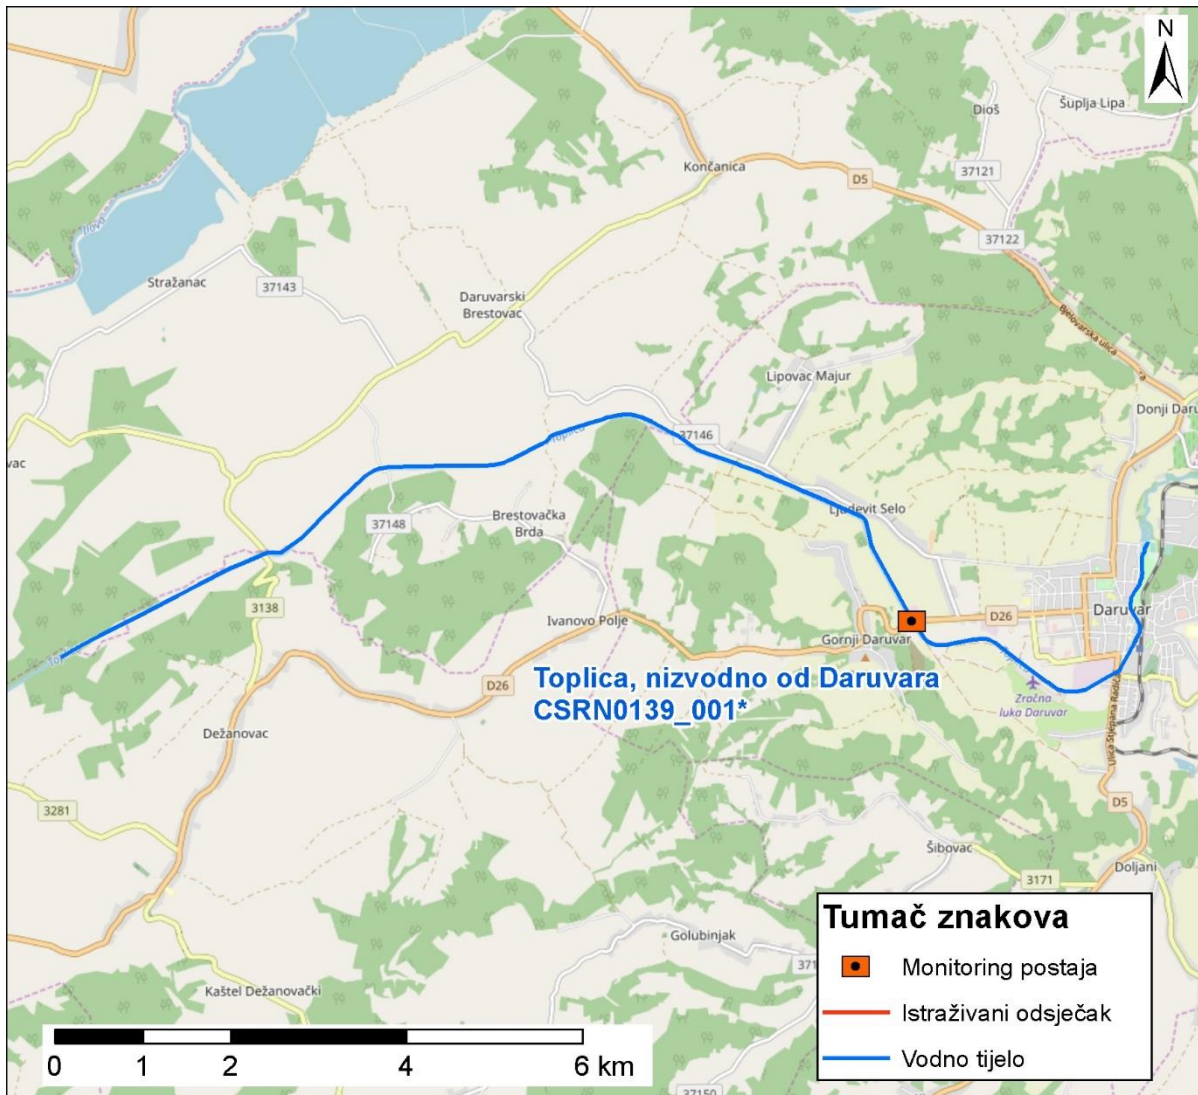 N
Šuplja Lipa
Dioš
Končanica
37121
D5
37122
Ilova
Stražanac
37143
Daruvarski
Brestovac
Bjelovarska ulica
Lipovac Majur
Donji Daru
37146
Toplica
vac
Ljudevit Selo
Brestovačka
Brda
37148
3138
Ivanovo Polje
D26
Daruvar
Gornji Daruvar
Toplica, nizvodno od Daruvara
CSRN0139_001*
D26
Zračna
luka Daruvar
Ulica Stjepana Radića
Dežanovac
3281
D5
Šibovac
Doljani
3171
Golubinjak
Kaštel Dežanovački
37150
Tumač znakova
Monitoring postaja
Istraživani odsječak
Vodno tijelo
0 1 2 4 6 km